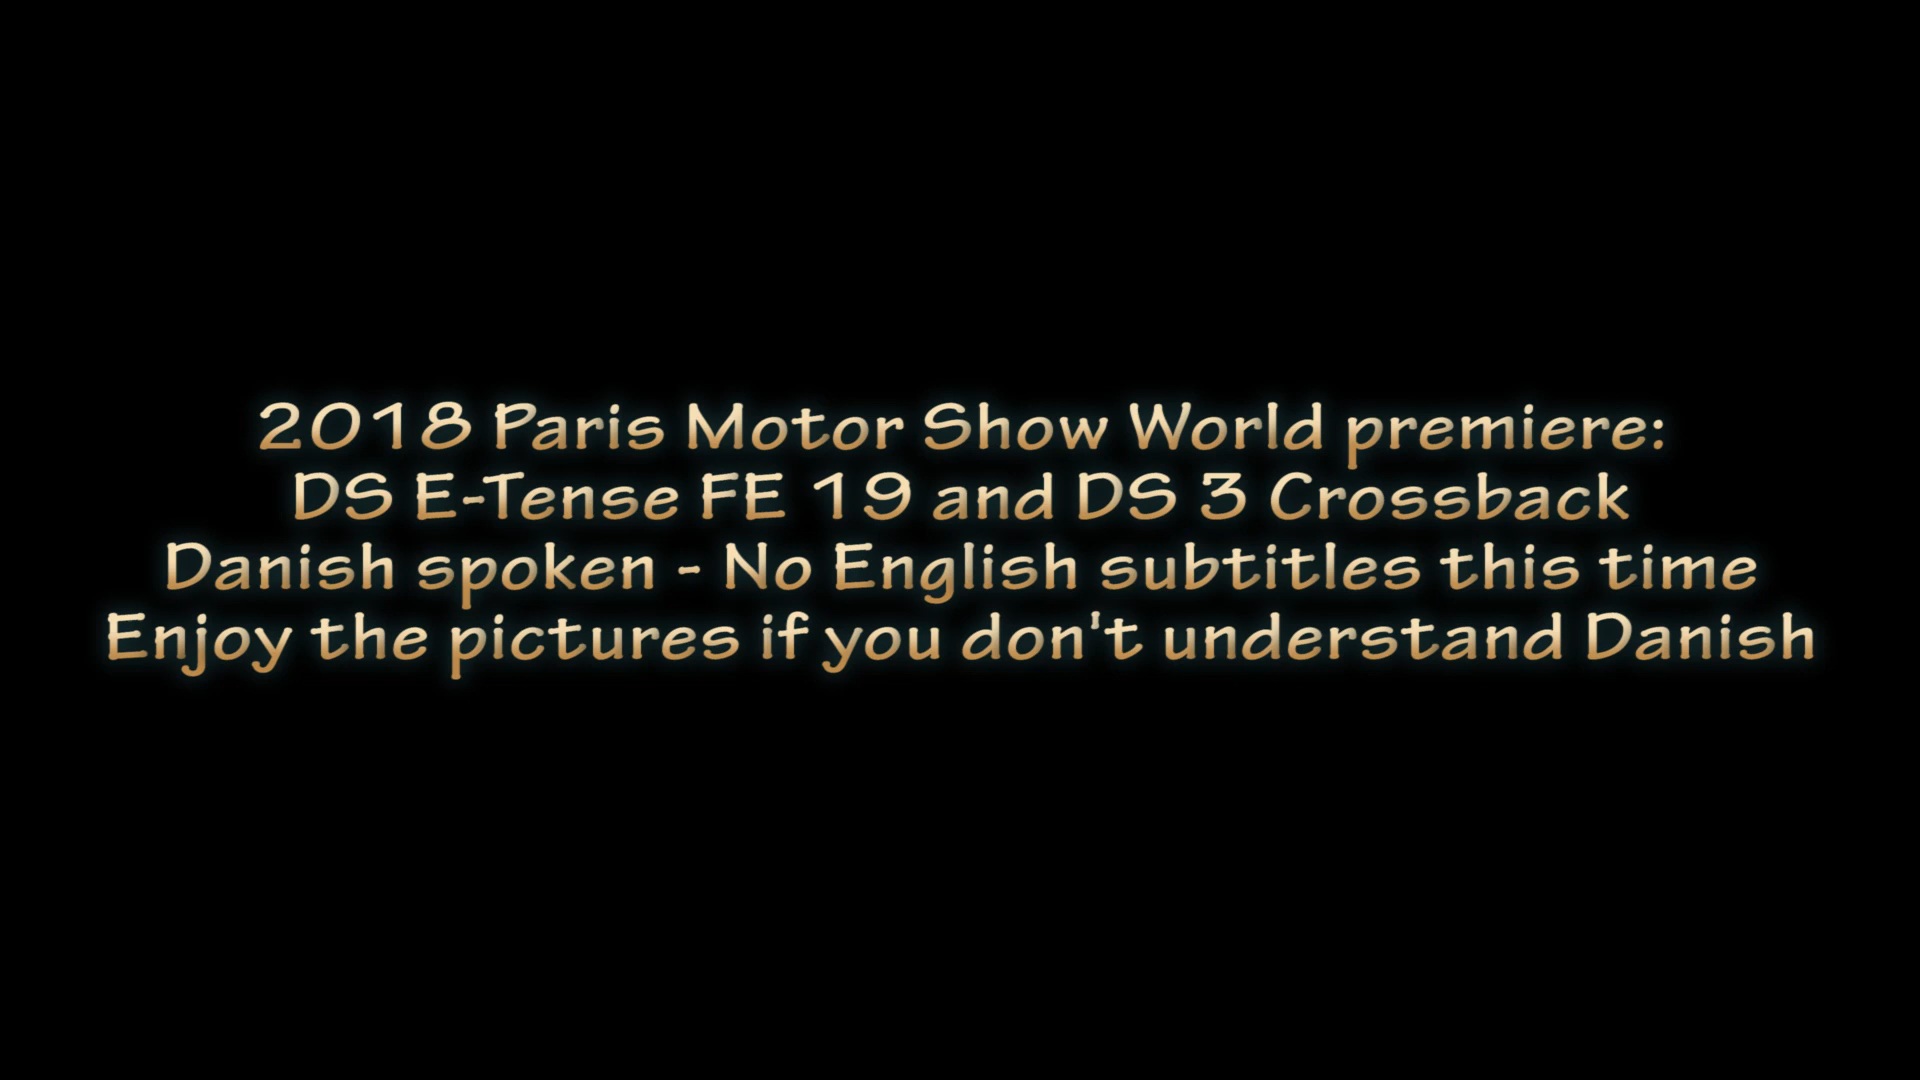 2018 Paris Motor Show World premiere:
DS E-Tense FE 19 and DS 3 Crossback
Danish spoken - No English subtitles this time
Enjoy the pictures if you don't understand Danish